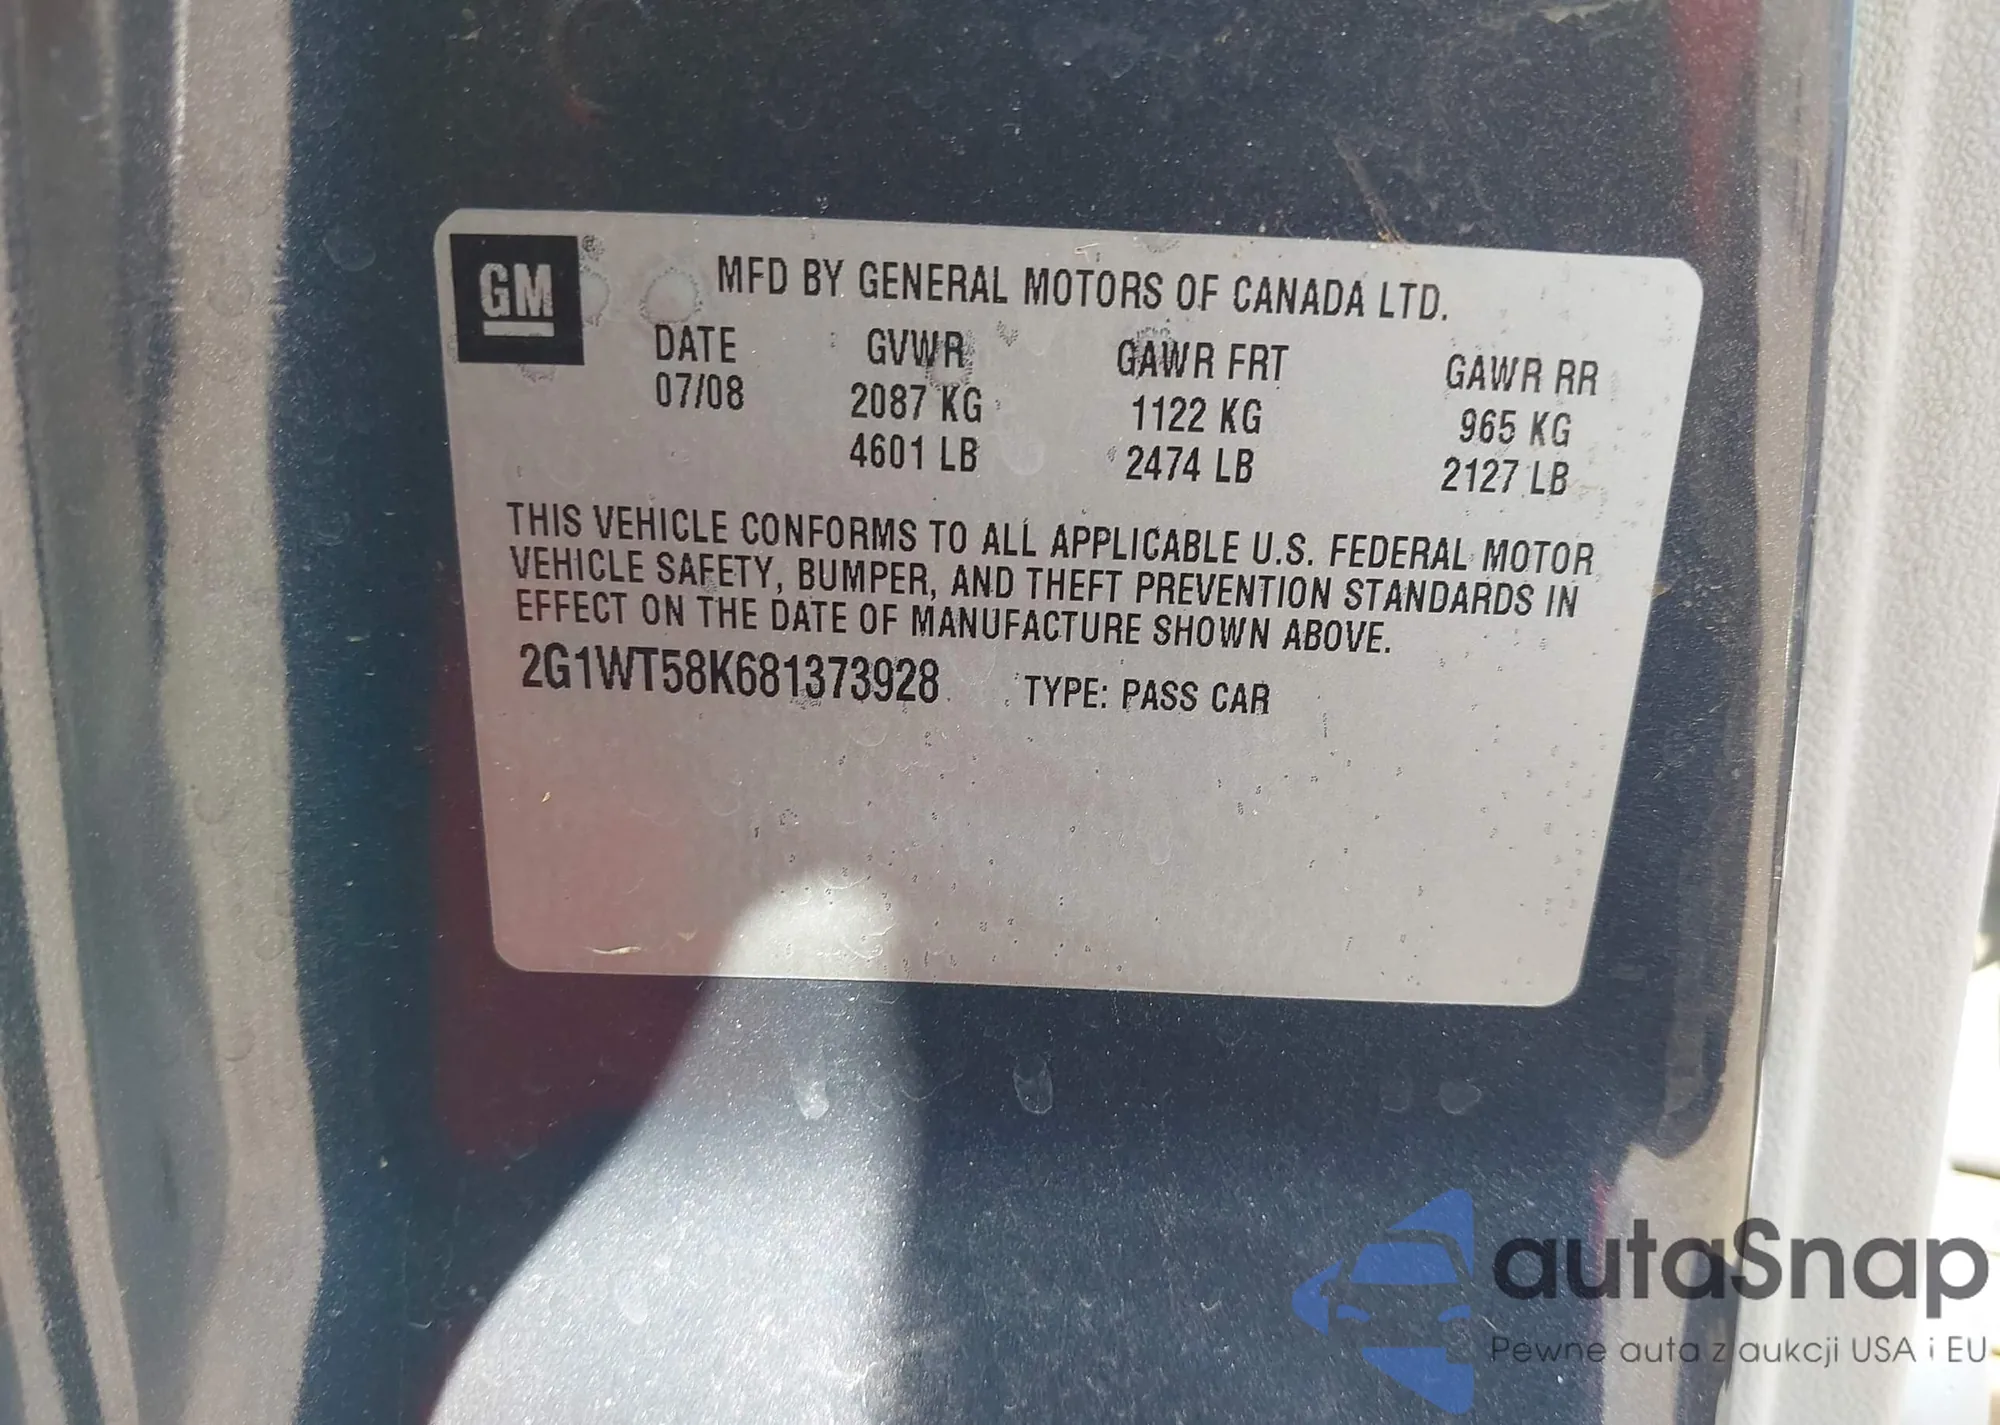 GM
MFD BY GENERAL MOTORS OF CANADA LTD.
DATE GVWR GAWR FRT GAWR RR
07/08 2087 KG 1122 KG 965 KG
4601 LB 2474 LB 2127 LB
THIS VEHICLE CONFORMS TO ALL APPLICABLE U.S. FEDERAL MOTOR
VEHICLE SAFETY, BUMPER, AND THEFT PREVENTION STANDARDS IN
EFFECT ON THE DATE OF MANUFACTURE SHOWN ABOVE.
2G1WT58K681373928 TYPE: PASS CAR
autaSnap
Pewne auta z aukcji USA i EU